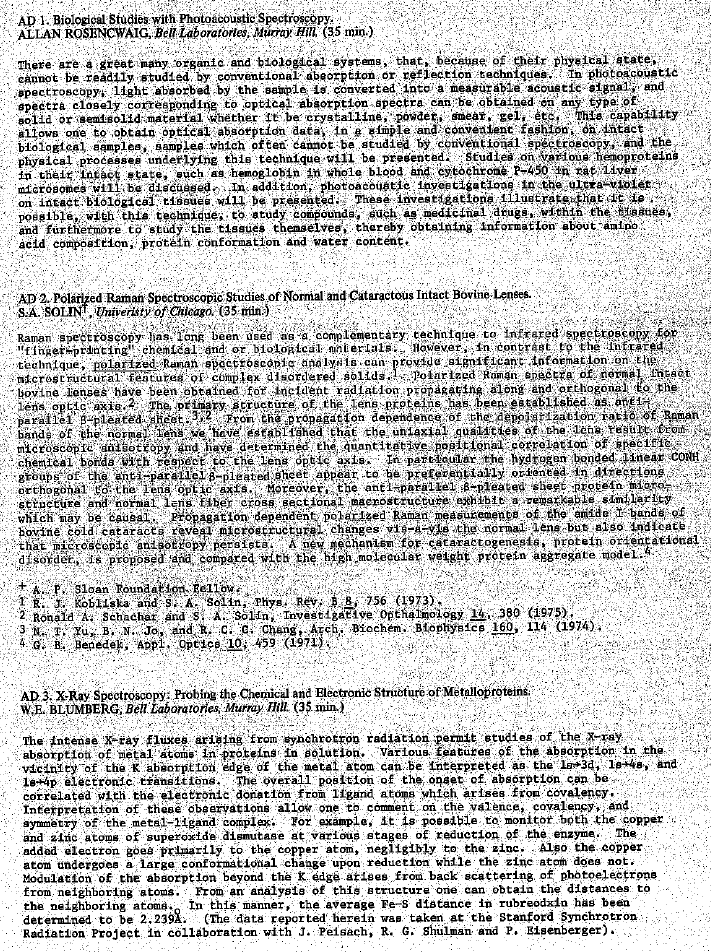 AD 1. Biological Studies with Photoacoustic Spectroscopy.
ALLAN ROSENCWAIG, Bell Laboratories, Murray Hill. (35 min.)
There are a great many organic and biological systems, that, because of their physical state,
cannot be readily studied by conventional absorption or reflection techniques. In photoacoustic
spectroscopy, light absorbed by the sample is converted into a measurable acoustic signal, and
spectra closely corresponding to optical absorption spectra can be obtained on any type of
solid or semisolid material whether it be crystalline, powder, smear, gel, etc. This capability
allows one to obtain optical absorption data, in a simple and convenient fashion, on intact
biological samples, samples which often cannot be studied by conventional spectroscopy, and the
physical processes underlying this technique will be presented. Studies on various hemoproteins
in their intact state, such as hemoglobin in whole blood and cytochrome P-450 in rat liver
microsomes will be discussed. In addition, photoacoustic investigations in the ultra-violet
on intact biological tissues will be presented. These investigations illustrate that it is
possible, with this technique, to study compounds, such as medicinal drugs, within the tissues,
and furthermore to study the tissues themselves, thereby obtaining information about amino
acid composition, protein conformation and water content.
AD 2. Polarized Raman Spectroscopic Studies of Normal and Cataractous Intact Bovine Lenses.
S.A. SOLIN†, Univeristy of Chicago. (35 min.)
Raman spectroscopy has long been used as a complementary technique to infrared spectroscopy for
"finger-printing" chemical and or biological materials. However, in contrast to the infrared
technique, polarized Raman spectroscopic analysis can provide significant information on the
microstructural features of complex disordered solids.¹ Polarized Raman spectra of normal intact
bovine lenses have been obtained for incident radiation propagating along and orthogonal to the
lens optic axis.² The primary structure of the lens proteins has been established as anti-
parallel β-pleated sheet.³,² From the propagation dependence of the depolarization ratio of Raman
bands of the normal lens we have established that the uniaxial qualities of the lens result from
microscopic anisotropy and have determined the quantitative positional correlation of specific
chemical bonds with respect to the lens optic axis. In particular the hydrogen bonded linear CONH
groups of the anti-parallel β-pleated sheet appear to be preferentially oriented in directions
orthogonal to the lens optic axis. Moreover, the anti-parallel β-pleated sheet protein micro-
structure and normal lens fiber cross sectional macrostructure exhibit a remarkable similarity
which may be causal. Propagation dependent polarized Raman measurements of the amide I bands of
bovine cold cataracts reveal microstructural changes vis-a-vis the normal lens but also indicate
that microscopic anisotropy persists. A new mechanism for cataractogenesis, protein orientational
disorder, is proposed and compared with the high molecular weight protein aggregate model.⁴
† A. P. Sloan Foundation Fellow.
1 R. J. Kobliska and S. A. Solin, Phys. Rev. B 8, 756 (1973).
2 Ronald A. Schachar and S. A. Solin, Investigative Opthalmology 14, 380 (1975).
3 N. T. Yu, B. N. Jo, and R. C. C. Chang, Arch. Biochem. Biophysics 160, 114 (1974).
4 G. B. Benedek, Appl. Optics 10, 459 (1971).
AD 3. X-Ray Spectroscopy: Probing the Chemical and Electronic Structure of Metalloproteins.
W.E. BLUMBERG, Bell Laboratories, Murray Hill. (35 min.)
The intense X-ray fluxes arising from synchrotron radiation permit studies of the X-ray
absorption of metal atoms in proteins in solution. Various features of the absorption in the
vicinity of the K absorption edge of the metal atom can be interpreted as the 1s→3d, 1s→4s, and
1s→4p electronic transitions. The overall position of the onset of absorption can be
correlated with the electronic donation from ligand atoms which arises from covalency.
Interpretation of these observations allow one to comment on the valence, covalency, and
symmetry of the metal-ligand complex. For example, it is possible to monitor both the copper
and zinc atoms of superoxide dismutase at various stages of reduction of the enzyme. The
added electron goes primarily to the copper atom, negligibly to the zinc. Also the copper
atom undergoes a large conformational change upon reduction while the zinc atom does not.
Modulation of the absorption beyond the K edge arises from back scattering of photoelectrons
from neighboring atoms. From an analysis of this structure one can obtain the distances to
the neighboring atoms. In this manner, the average Fe-S distance in rubreodxin has been
determined to be 2.239Å. (The data reported herein was taken at the Stanford Synchrotron
Radiation Project in collaboration with J. Peisach, R. G. Shulman and P. Eisenberger).